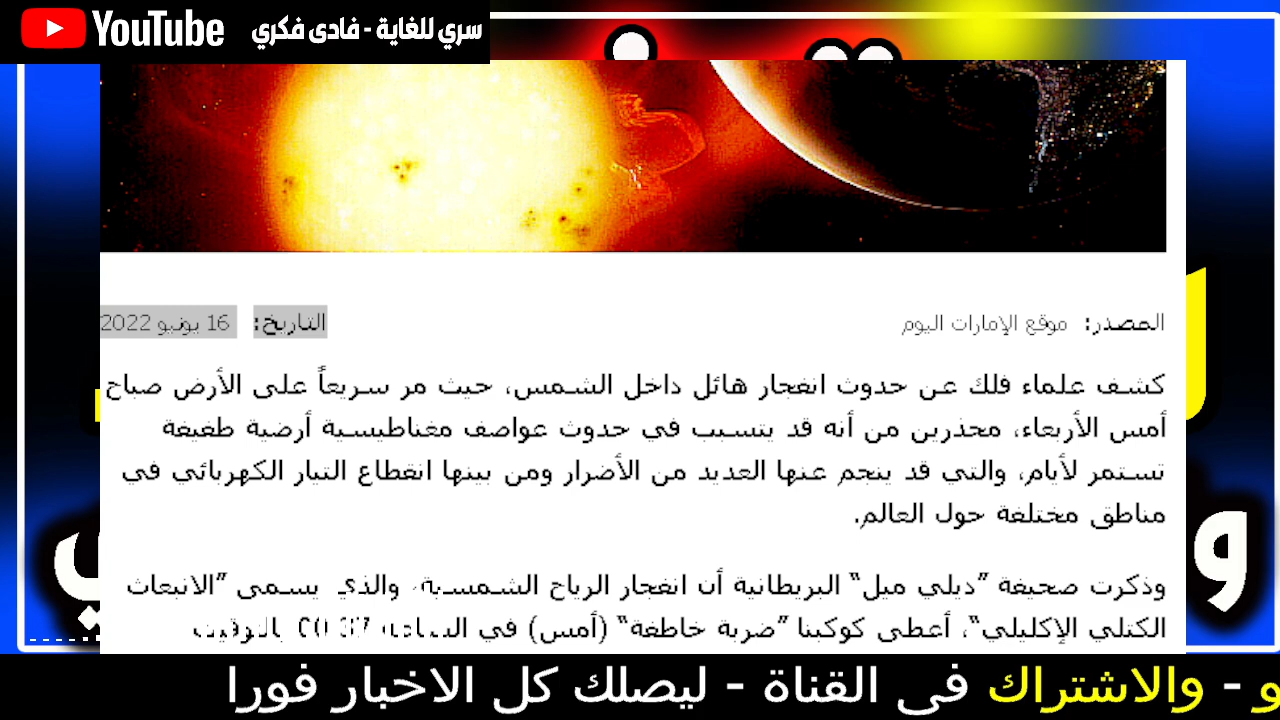 YouTube سري للغاية - فادى فكري
المصدر: موقع الإمارات اليوم التاريخ: 16 يونيو 2022
كشف علماء فلك عن حدوث انفجار هائل داخل الشمس، حيث مر سريعاً على الأرض صباح
أمس الأربعاء، محذرين من أنه قد يتسبب في حدوث عواصف مغناطيسية أرضية طفيفة
تستمر لأيام، والتي قد ينجم عنها العديد من الأضرار ومن بينها انقطاع التيار الكهربائي في
مناطق مختلفة حول العالم.
وذكرت صحيفة ”ديلي ميل“ البريطانية أن انفجار الرياح الشمسية، والذي يسمى ”الانبعاث
الكتلي الإكليلي“، أعطى كوكبنا ”ضربة خاطفة“ (أمس) في الساعة 00:37 بالتوقيت
و - والاشتراك فى القناة - ليصلك كل الاخبار فورا